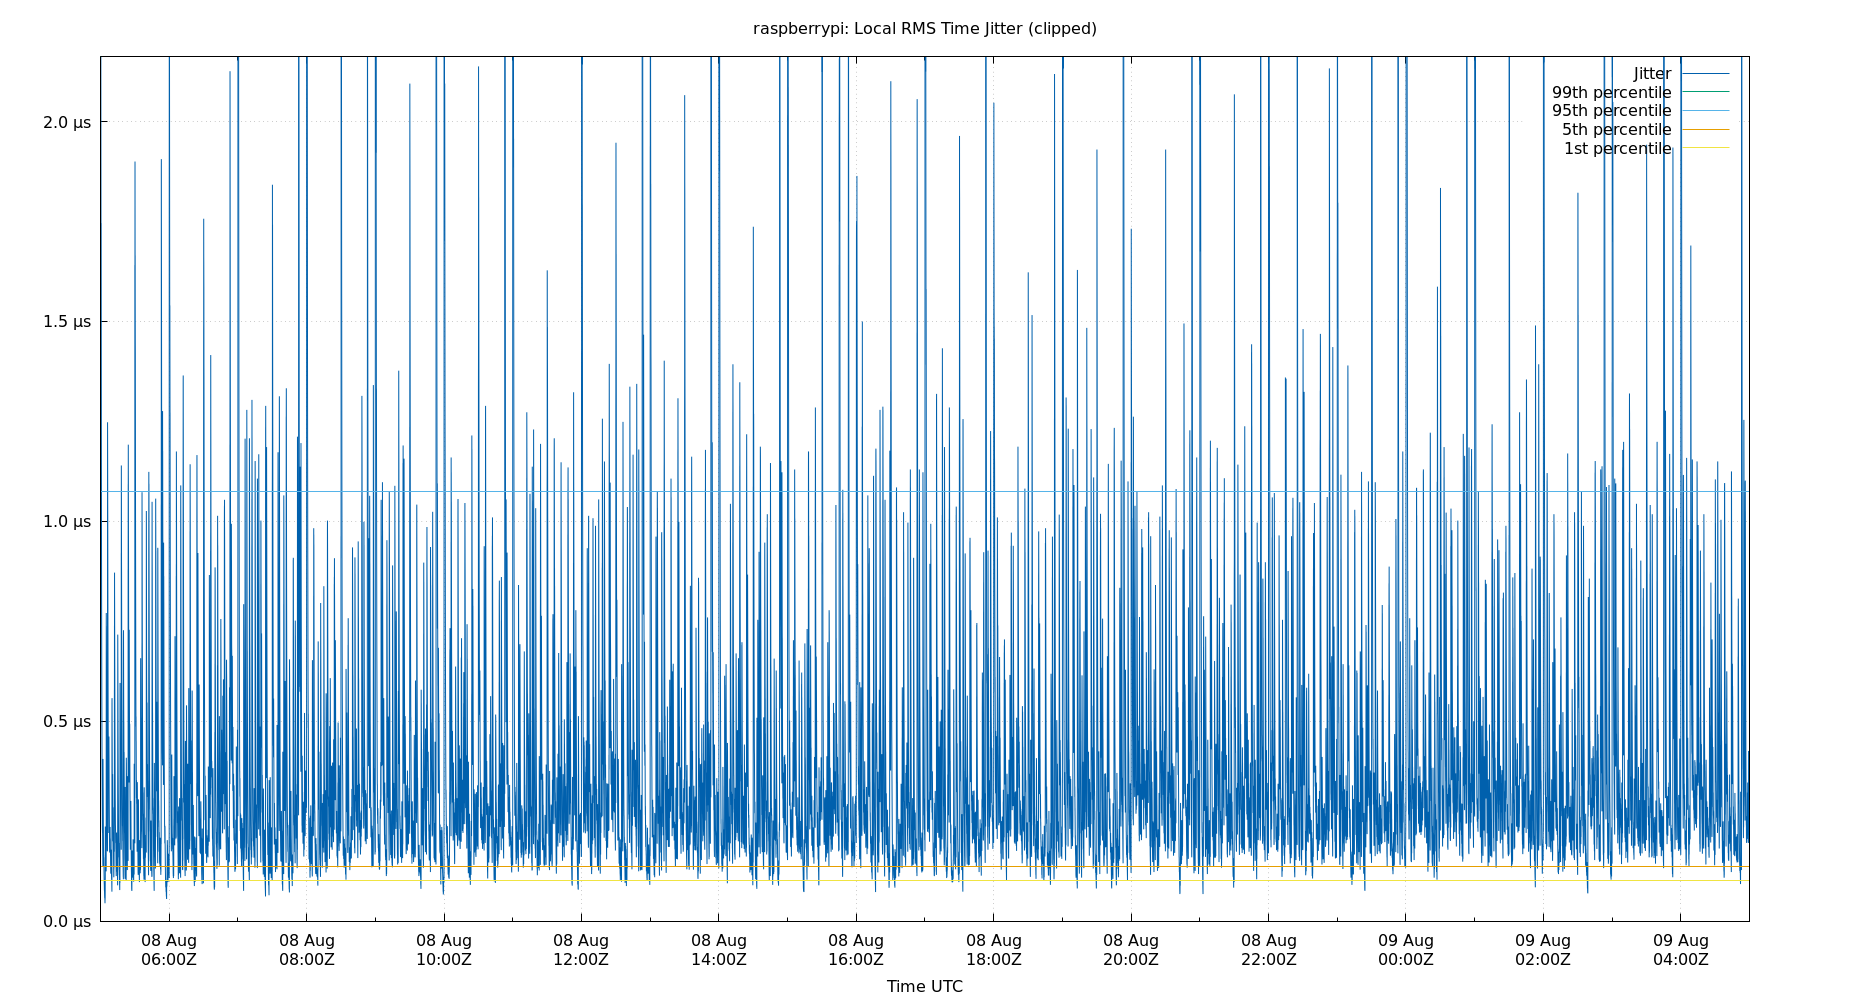 raspberrypi: Local RMS Time Jitter (clipped)
Jitter
99th percentile
95th percentile
5th percentile
1st percentile
2.0 µs
1.5 µs
1.0 µs
0.5 µs
0.0 µs
08 Aug 08 Aug 08 Aug 08 Aug 08 Aug 08 Aug 08 Aug 08 Aug 08 Aug 09 Aug 09 Aug 09 Aug
06:00Z 08:00Z 10:00Z 12:00Z 14:00Z 16:00Z 18:00Z 20:00Z 22:00Z 00:00Z 02:00Z 04:00Z
Time UTC